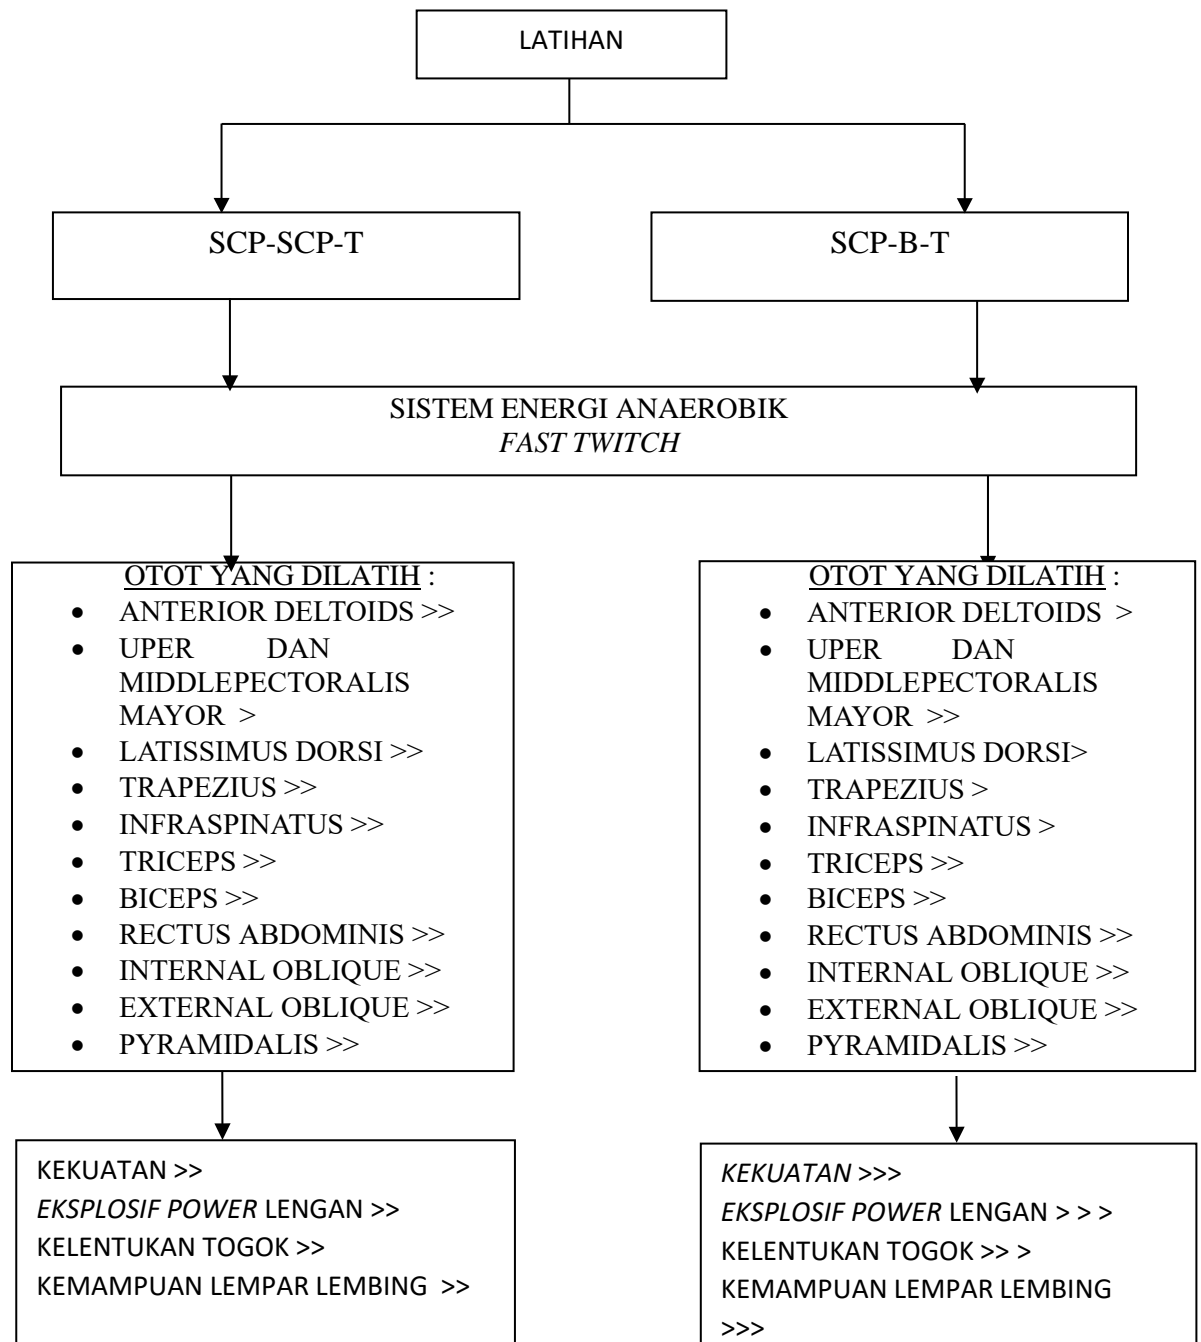 LATIHAN
SCP-SCP-T
SCP-B-T
SISTEM ENERGI ANAEROBIK
FAST TWITCH
OTOT YANG DILATIH :
• ANTERIOR DELTOIDS >>
• UPER DAN
MIDDLEPECTORALIS
MAYOR >
• LATISSIMUS DORSI >>
• TRAPEZIUS >>
• INFRASPINATUS >>
• TRICEPS >>
• BICEPS >>
• RECTUS ABDOMINIS >>
• INTERNAL OBLIQUE >>
• EXTERNAL OBLIQUE >>
• PYRAMIDALIS >>
OTOT YANG DILATIH :
• ANTERIOR DELTOIDS >
• UPER DAN
MIDDLEPECTORALIS
MAYOR >>
• LATISSIMUS DORSI>
• TRAPEZIUS >
• INFRASPINATUS >
• TRICEPS >>
• BICEPS >>
• RECTUS ABDOMINIS >>
• INTERNAL OBLIQUE >>
• EXTERNAL OBLIQUE >>
• PYRAMIDALIS >>
KEKUATAN >>
EKSPLOSIF POWER LENGAN >>
KELENTUKAN TOGOK >>
KEMAMPUAN LEMPAR LEMBING >>
KEKUATAN >>>
EKSPLOSIF POWER LENGAN > > >
KELENTUKAN TOGOK >> >
KEMAMPUAN LEMPAR LEMBING
>>>